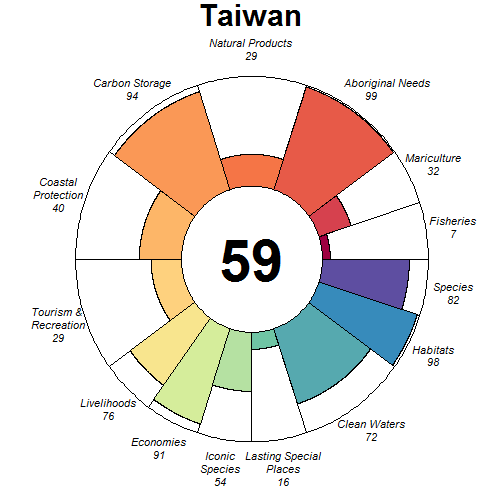 Taiwan
Natural Products
29
Carbon Storage
94
Aboriginal Needs
99
Mariculture
32
Coastal
Protection
40
Fisheries
7
59
Species
82
Tourism &
Recreation
29
Habitats
98
Livelihoods
76
Clean Waters
72
Economies
91
Iconic
Species
54
Lasting Special
Places
16